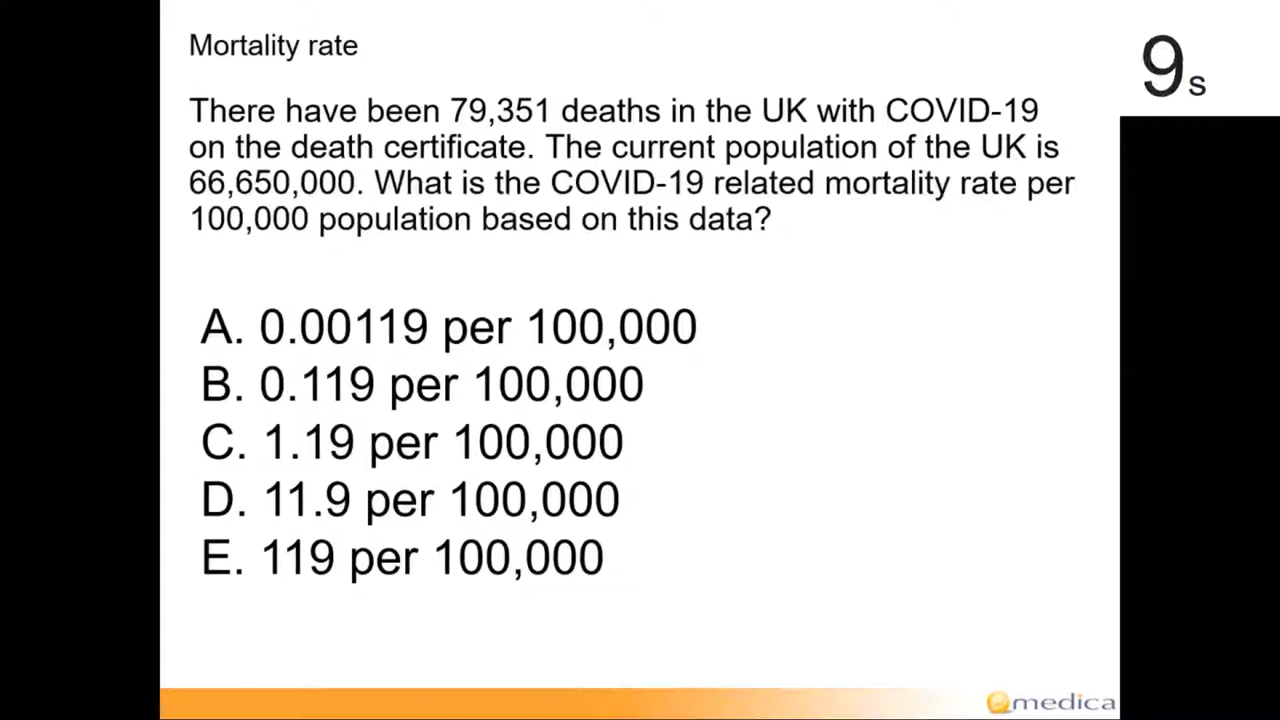 Mortality rate
9s
There have been 79,351 deaths in the UK with COVID-19
on the death certificate. The current population of the UK is
66,650,000. What is the COVID-19 related mortality rate per
100,000 population based on this data?
A. 0.00119 per 100,000
B. 0.119 per 100,000
C. 1.19 per 100,000
D. 11.9 per 100,000
E. 119 per 100,000
emedica